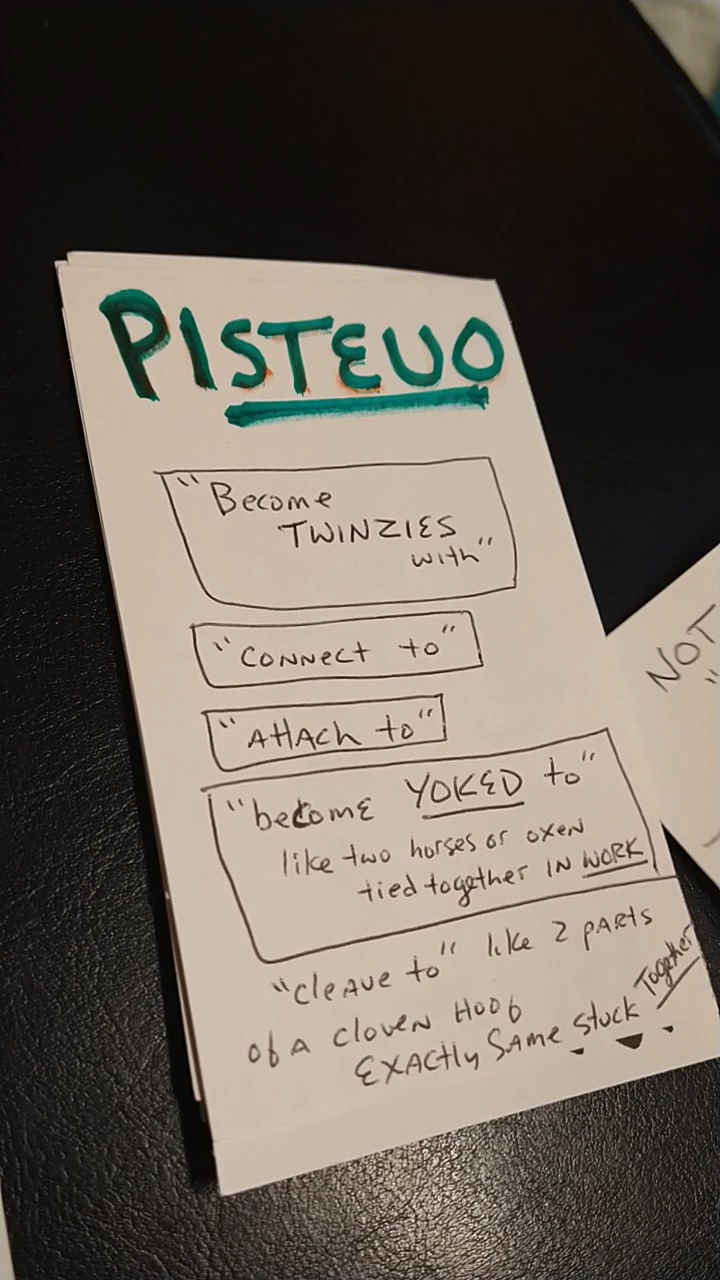 PISTEUO
"Become
TWINZIES
with"
"CONNECT to"
"ATTACH to"
"become YOKED to"
like two horses or oxen
tied together IN WORK
"cleave to" like 2 parts
of a cloven Hoof
EXACtly Same stuck Together
NOT
"